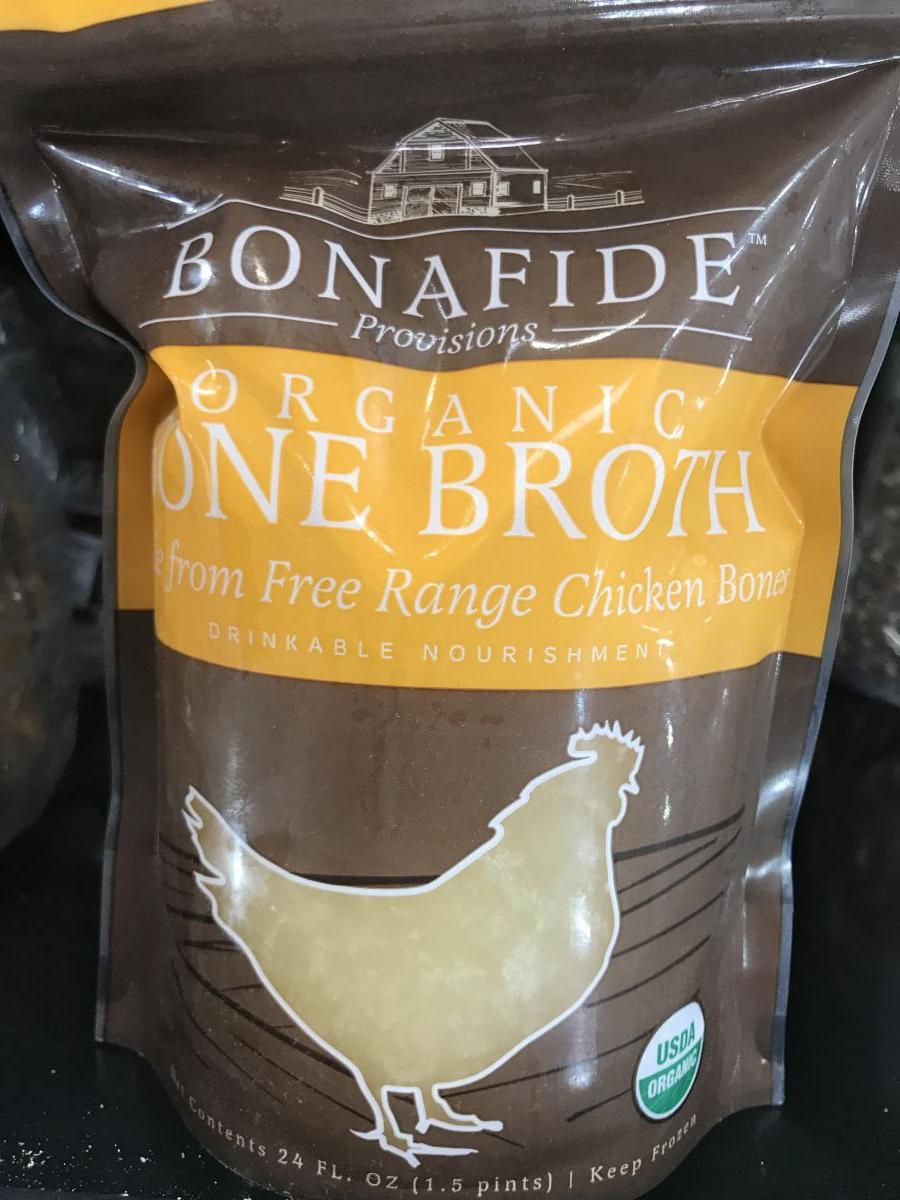 BONAFIDE™
Provisions
ORGANIC
ONE BROTH
e from Free Range Chicken Bones
DRINKABLE NOURISHMENT
USDA
ORGANIC
Contents 24 FL. OZ (1.5 pints) | Keep Frozen